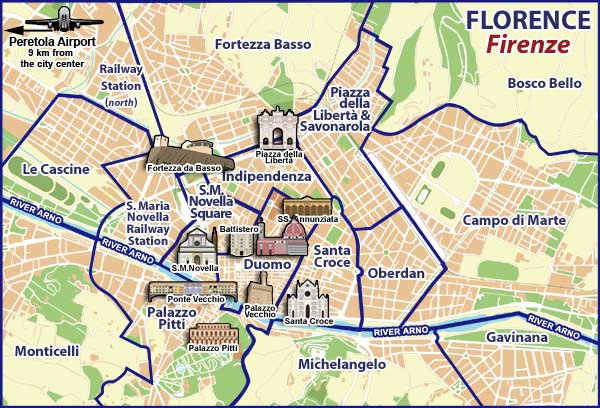 FLORENCE
Firenze
Peretola Airport
9 km from
the city center
Fortezza Basso
Railway
Station
(north)
Bosco Bello
Piazza
della
Libertà &
Savonarola
Piazza della
Libertà
Le Cascine
Fortezza da Basso
Indipendenza
S.M.
Novella
Square
S. Maria
Novella
Railway
Station
SS. Annunziata
Campo di Marte
RIVER ARNO
Battistero
Santa
Croce
RIVER ARNO
S.M.Novella
Duomo
Oberdan
Ponte Vecchio
Palazzo
Vecchio
Palazzo
Pitti
Santa Croce
RIVER ARNO
RIVER ARNO
Gavinana
Palazzo Pitti
Monticelli
Michelangelo